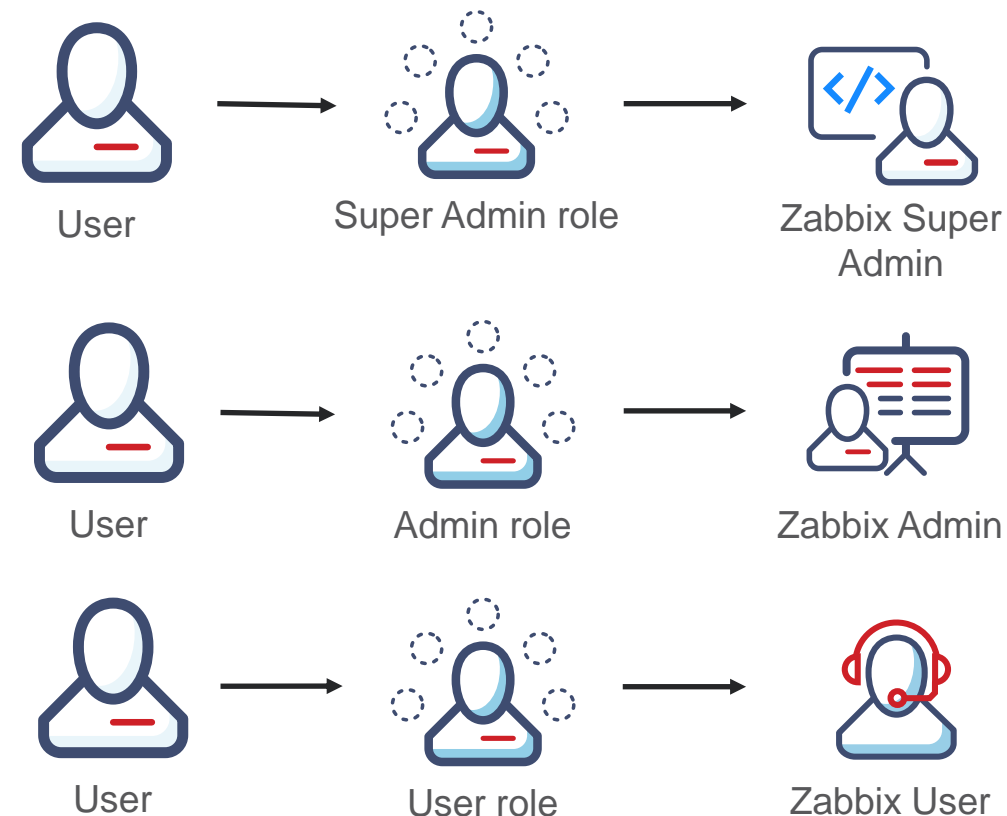 User
Super Admin role
Zabbix Super
Admin
User
Admin role
Zabbix Admin
User
User role
Zabbix User